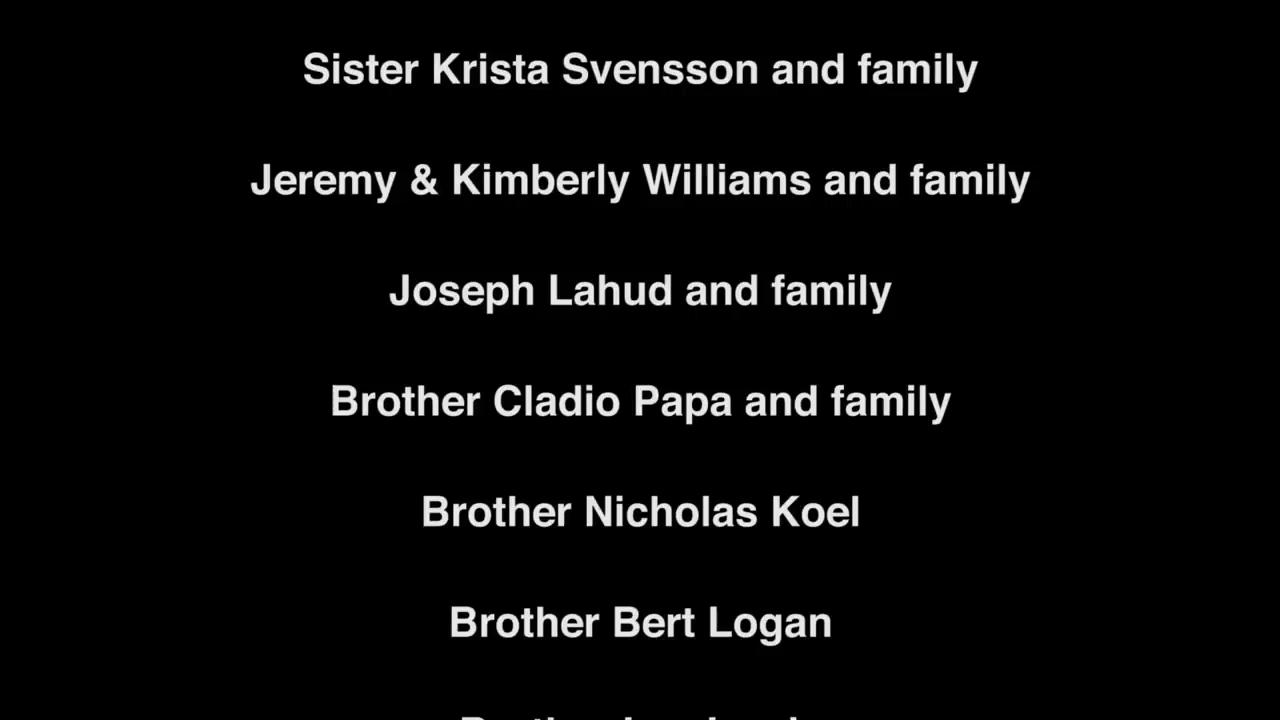 Sister Krista Svensson and family
Jeremy & Kimberly Williams and family
Joseph Lahud and family
Brother Cladio Papa and family
Brother Nicholas Koel
Brother Bert Logan